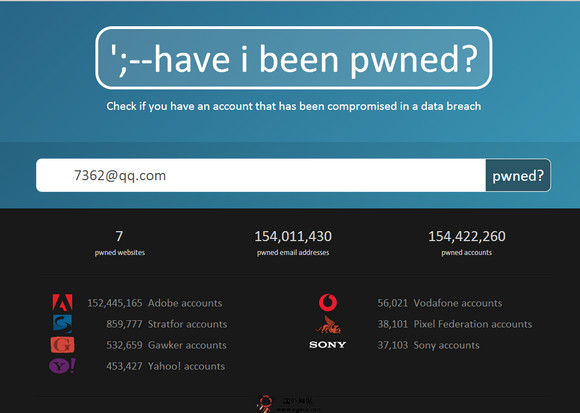 ';--have i been pwned?
Check if you have an account that has been compromised in a data breach
7362@qq.com
pwned?
7
pwned websites
154,011,430
pwned email addresses
154,422,260
pwned accounts
152,445,165 Adobe accounts
859,777 Stratfor accounts
532,659 Gawker accounts
453,427 Yahoo! accounts
56,021 Vodafone accounts
38,101 Pixel Federation accounts
SONY 37,103 Sony accounts